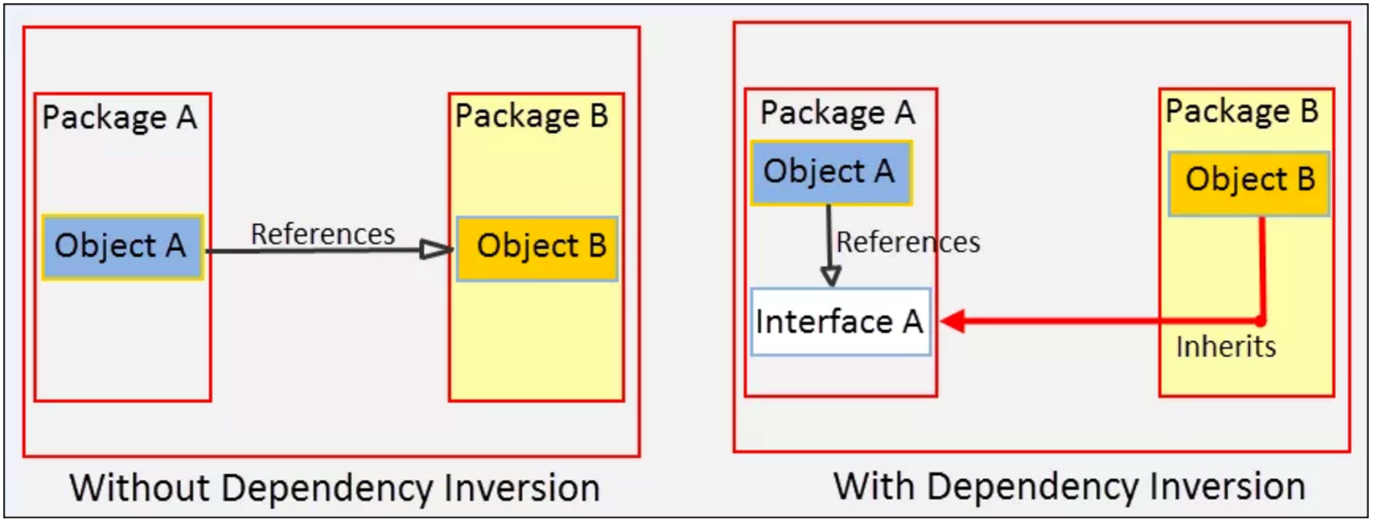 Package A
Object A
References
Package B
Object B
Without Dependency Inversion
Package A
Object A
References
Interface A
Package B
Object B
Inherits
With Dependency Inversion